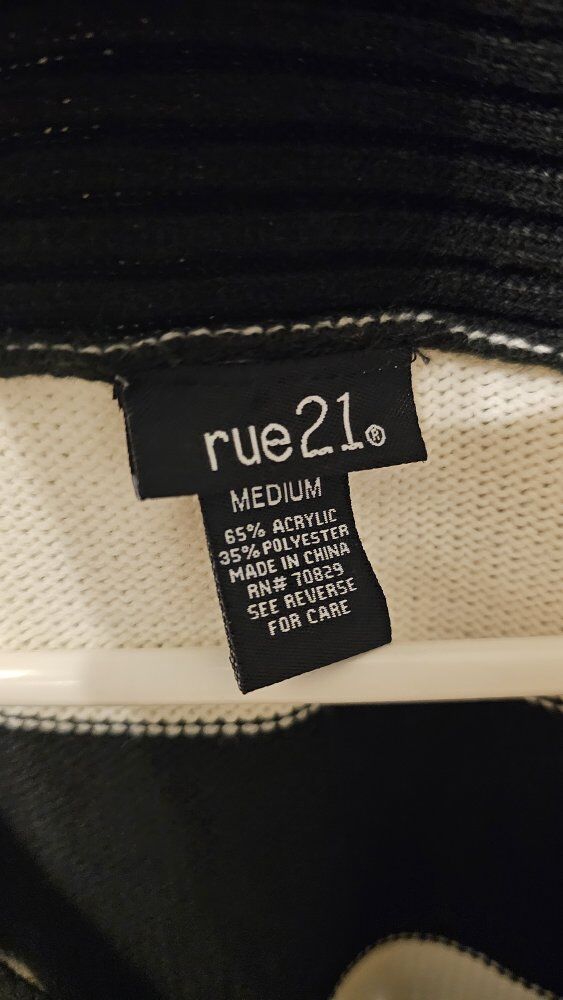 rue21®
MEDIUM
65% ACRYLIC
35% POLYESTER
MADE IN CHINA
RN# 70829
SEE REVERSE
FOR CARE